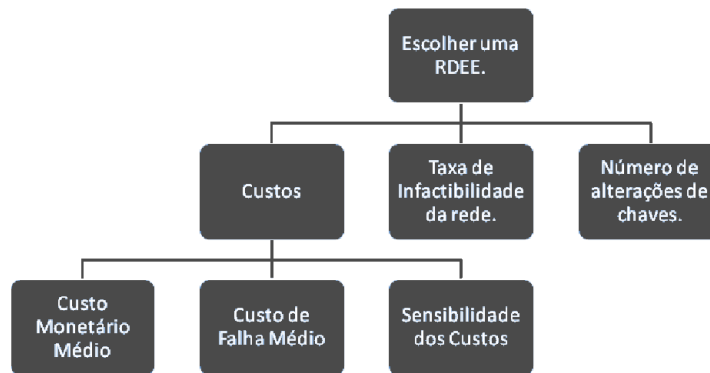 Escolher uma
RDEE.
Custos
Taxa de
Infactibilidade
da rede.
Número de
alterações de
chaves.
Custo
Monetário
Médio
Custo de
Falha Médio
Sensibilidade
dos Custos